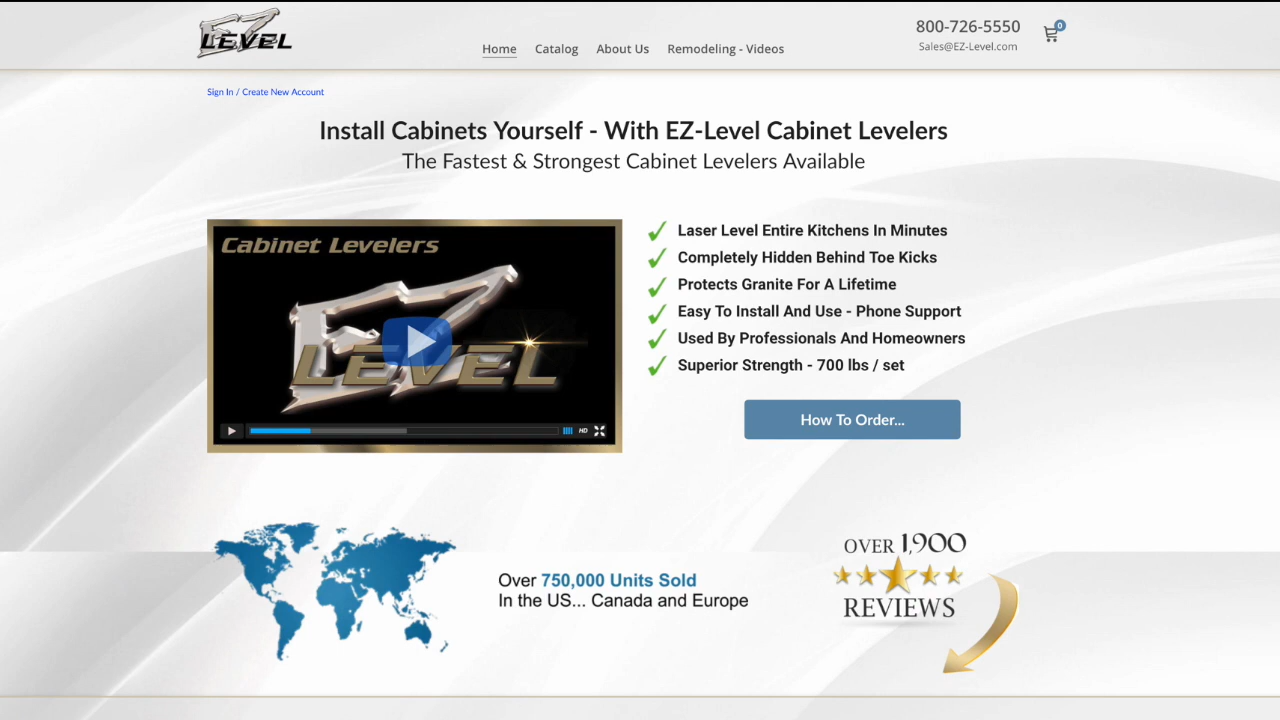 EZ
LEVEL
Home Catalog About Us Remodeling - Videos
800-726-5550
Sales@EZ-Level.com
0
Sign In / Create New Account
Install Cabinets Yourself - With EZ-Level Cabinet Levelers
The Fastest & Strongest Cabinet Levelers Available
Cabinet Levelers
EZ
LEVEL
HD
Laser Level Entire Kitchens In Minutes
Completely Hidden Behind Toe Kicks
Protects Granite For A Lifetime
Easy To Install And Use - Phone Support
Used By Professionals And Homeowners
Superior Strength - 700 lbs / set
How To Order...
Over 750,000 Units Sold
In the US... Canada and Europe
OVER 1,900
REVIEWS